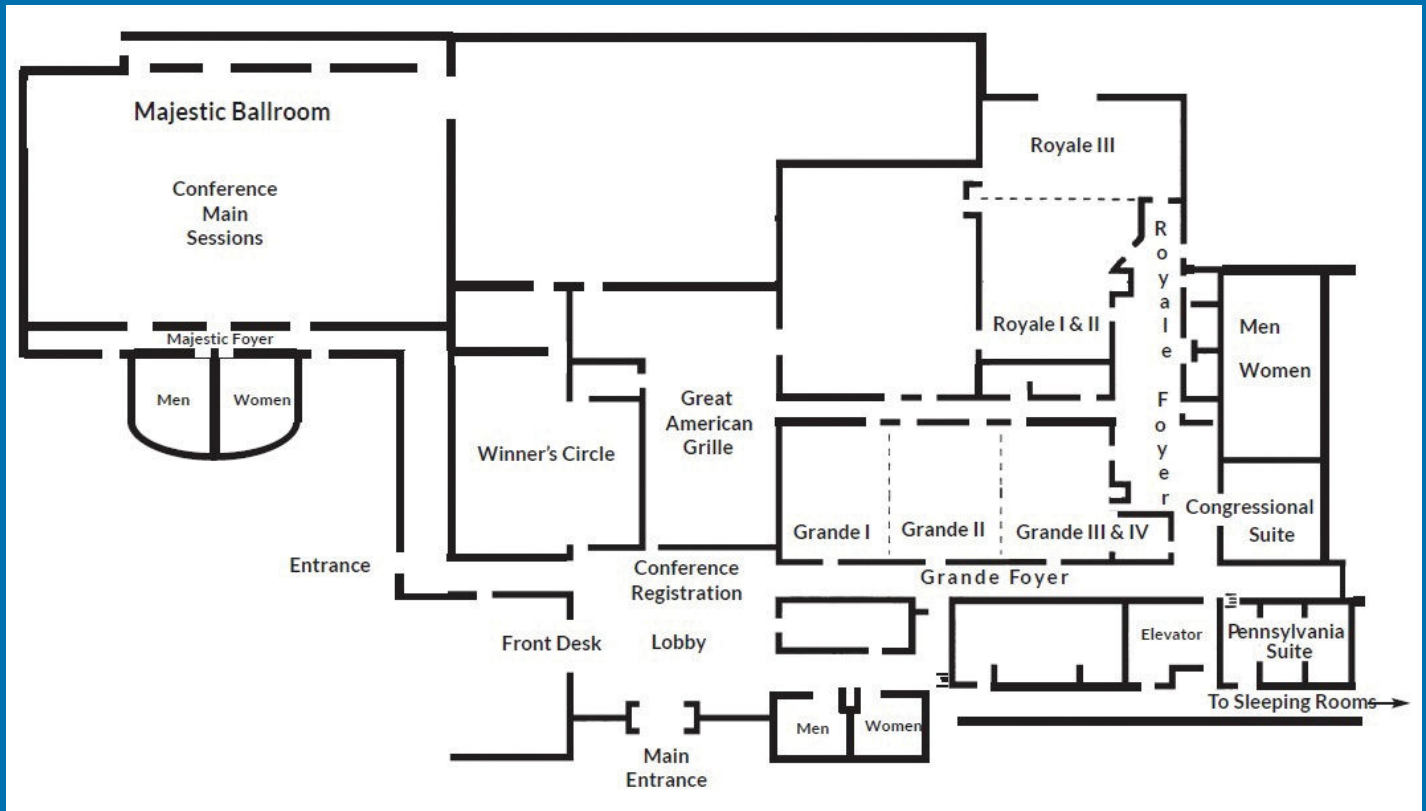 Majestic Ballroom
Conference
Main
Sessions
Majestic Foyer
Men
Women
Royale III
Royale I & II
Royale Foyer
Men
Women
Great
American
Grille
Winner's Circle
Grande I
Grande II
Grande III & IV
Congressional
Suite
Entrance
Conference
Registration
Grande Foyer
Front Desk
Lobby
Elevator
Pennsylvania
Suite
To Sleeping Rooms
Men
Women
Main
Entrance